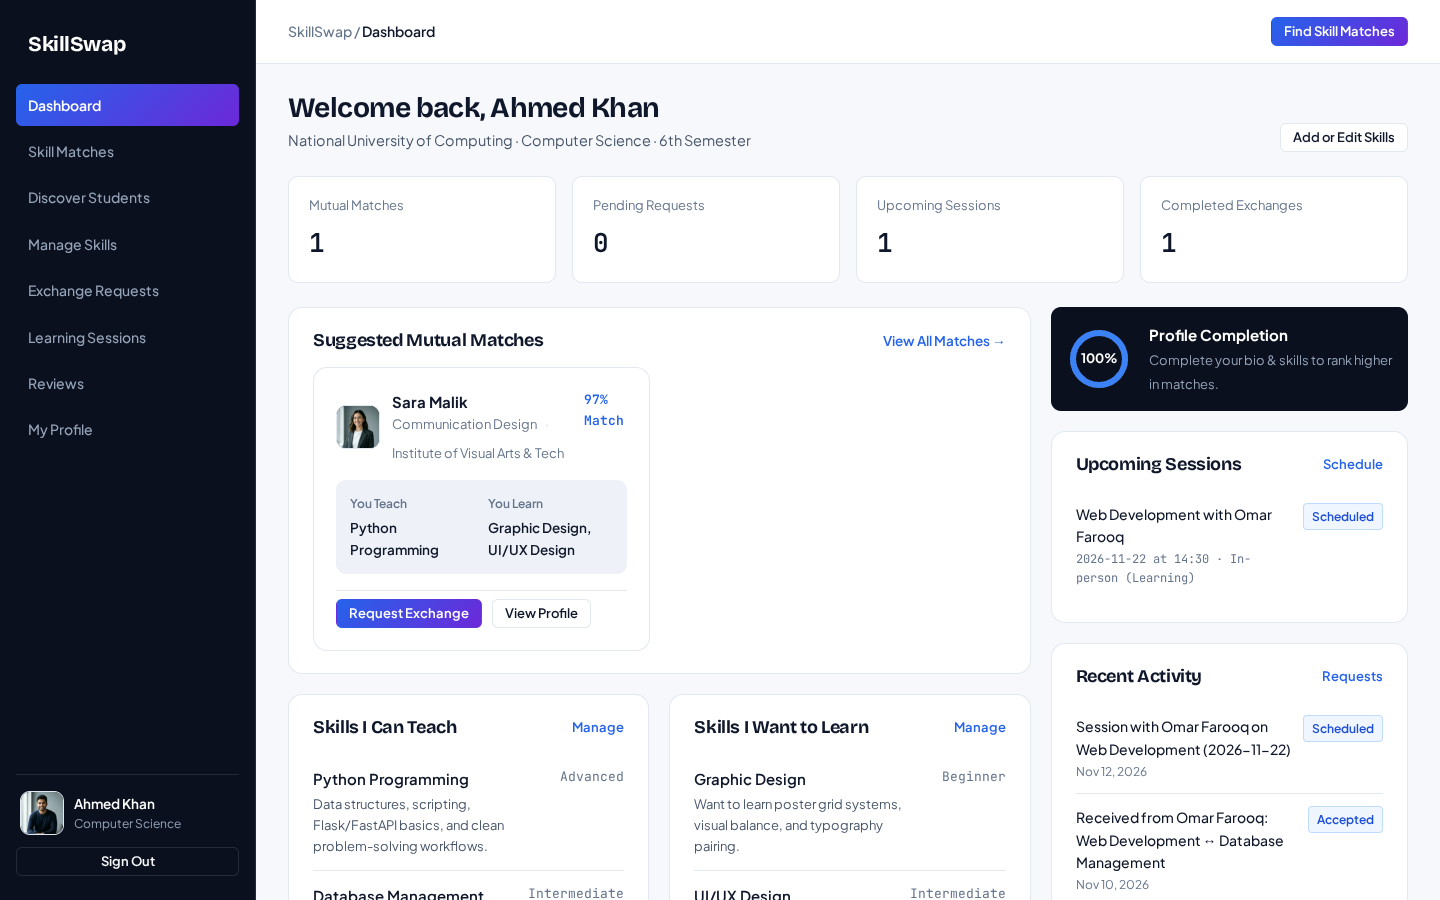 SkillSwap
Dashboard
Skill Matches
Discover Students
Manage Skills
Exchange Requests
Learning Sessions
Reviews
My Profile
Ahmed Khan
Computer Science
Sign Out
SkillSwap / Dashboard
Find Skill Matches
Welcome back, Ahmed Khan
National University of Computing · Computer Science · 6th Semester
Add or Edit Skills
Mutual Matches
1
Pending Requests
0
Upcoming Sessions
1
Completed Exchanges
1
Suggested Mutual Matches
View All Matches →
Sara Malik
Communication Design ·
Institute of Visual Arts & Tech
97%
Match
You Teach
Python
Programming
You Learn
Graphic Design,
UI/UX Design
Request Exchange
View Profile
Skills I Can Teach
Manage
Python Programming
Advanced
Data structures, scripting,
Flask/FastAPI basics, and clean
problem-solving workflows.
Database Management
Intermediate
Skills I Want to Learn
Manage
Graphic Design
Beginner
Want to learn poster grid systems,
visual balance, and typography
pairing.
UI/UX Design
Intermediate
100%
Profile Completion
Complete your bio & skills to rank higher
in matches.
Upcoming Sessions
Schedule
Web Development with Omar
Farooq
Scheduled
2026-11-22 at 14:30 · In-
person (Learning)
Recent Activity
Requests
Session with Omar Farooq on
Web Development (2026-11-22)
Scheduled
Nov 12, 2026
Received from Omar Farooq:
Web Development ↔ Database
Management
Accepted
Nov 10, 2026